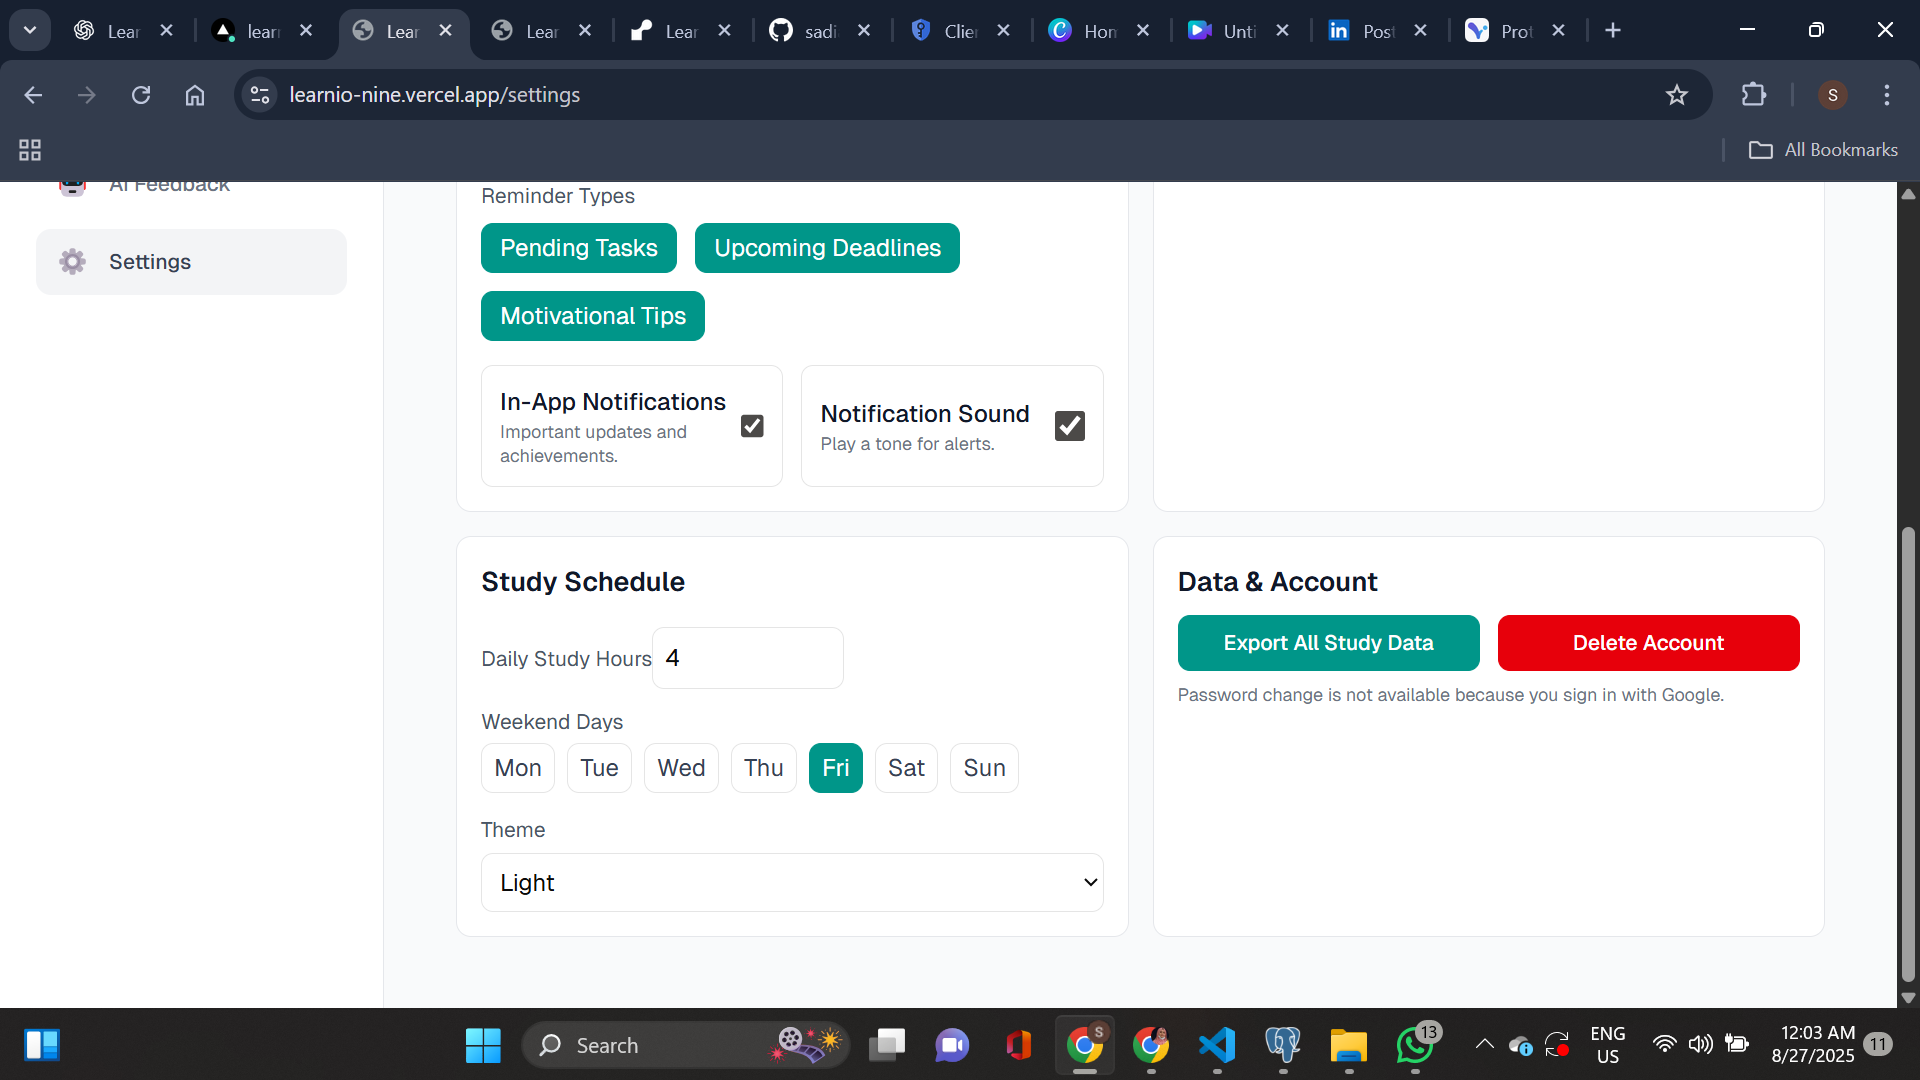 Lear
learn
Lear
Lear
Lear
sadi
Clie
Hom
Unti
Post
Prot
learnio-nine.vercel.app/settings
S
All Bookmarks
AI Feedback
Settings
Reminder Types
Pending Tasks
Upcoming Deadlines
Motivational Tips
In-App Notifications
Important updates and
achievements.
Notification Sound
Play a tone for alerts.
Study Schedule
Daily Study Hours
4
Weekend Days
Mon
Tue
Wed
Thu
Fri
Sat
Sun
Theme
Light
Data & Account
Export All Study Data
Delete Account
Password change is not available because you sign in with Google.
Search
S
13
ENG
US
12:03 AM
8/27/2025
11